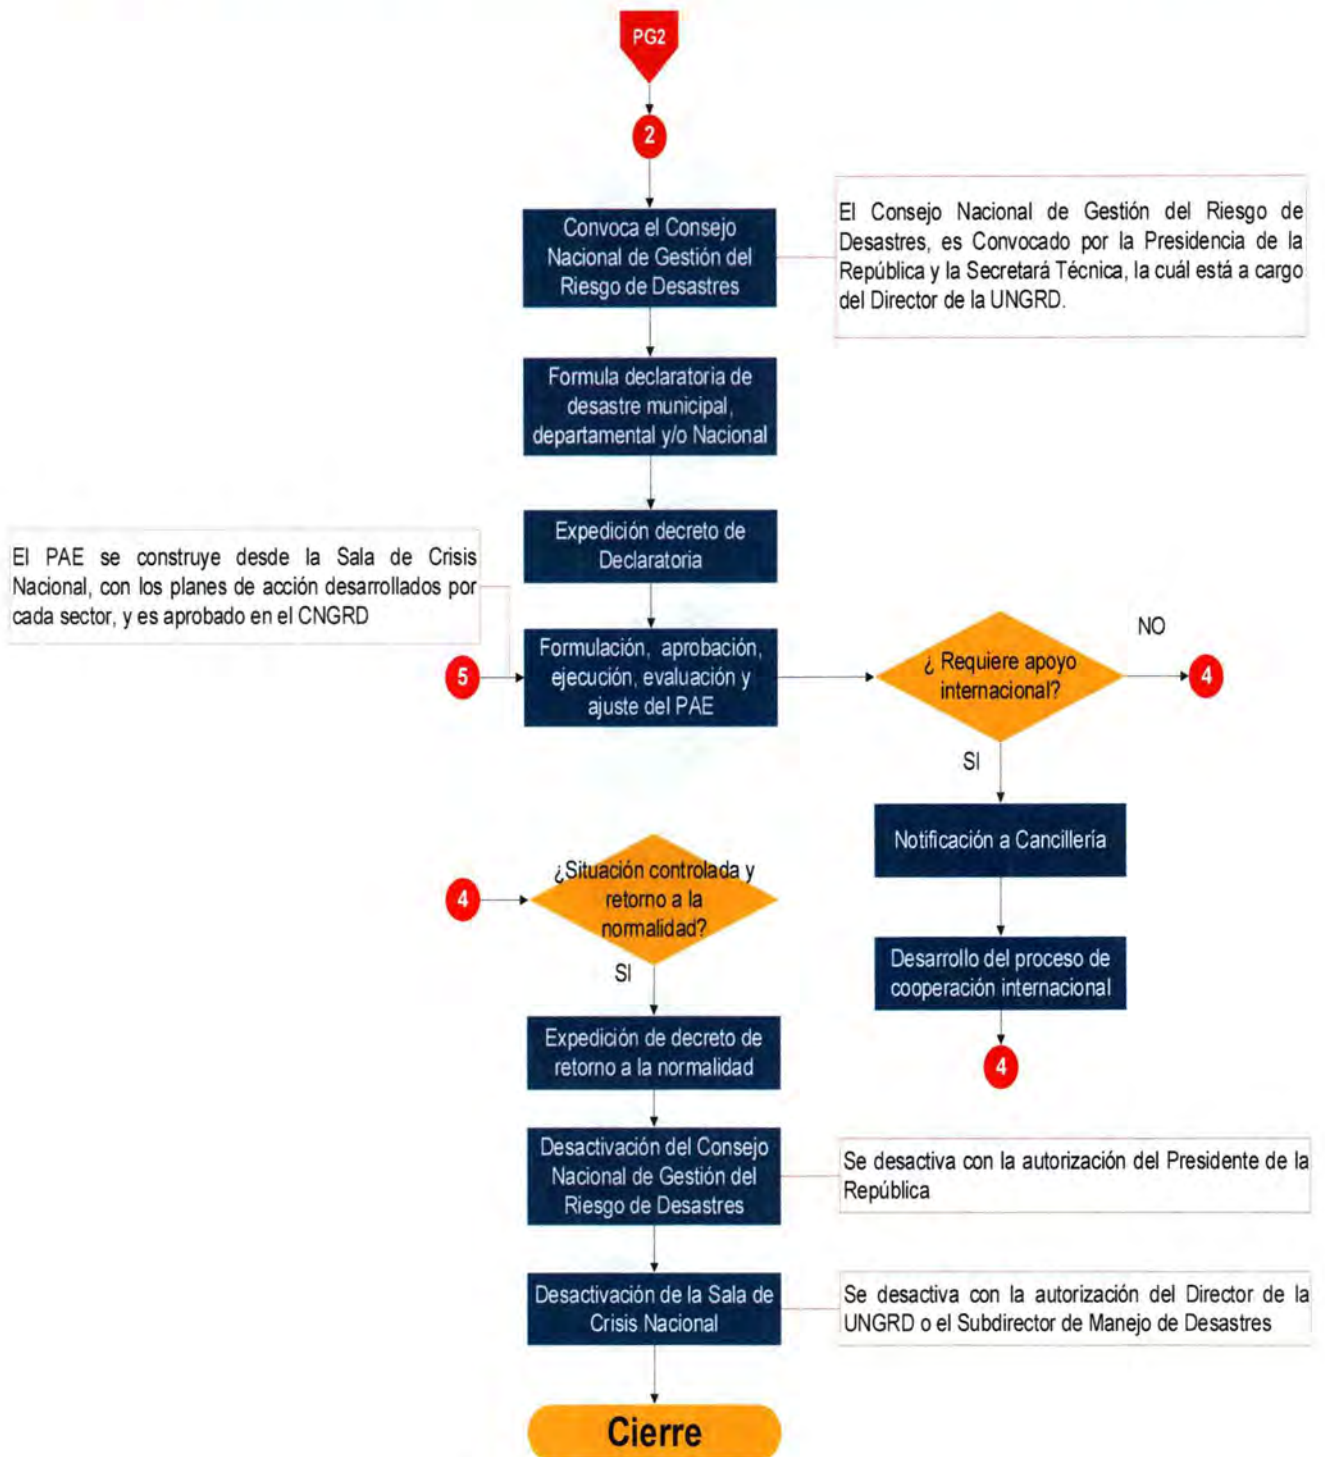 PG2
2
Convoca el Consejo
Nacional de Gestión del
Riesgo de Desastres
El Consejo Nacional de Gestión del Riesgo de
Desastres, es Convocado por la Presidencia de la
República y la Secretará Técnica, la cuál está a cargo
del Director de la UNGRD.
Formula declaratoria de
desastre municipal,
departamental y/o Nacional
Expedición decreto de
Declaratoria
El PAE se construye desde la Sala de Crisis
Nacional, con los planes de acción desarrollados por
cada sector, y es aprobado en el CNGRD
5
Formulación, aprobación,
ejecución, evaluación y
ajuste del PAE
¿ Requiere apoyo
internacional?
NO
4
SI
Notificación a Cancillería
Desarrollo del proceso de
cooperación internacional
4
4
¿Situación controlada y
retorno a la
normalidad?
SI
Expedición de decreto de
retorno a la normalidad
Desactivación del Consejo
Nacional de Gestión del
Riesgo de Desastres
Se desactiva con la autorización del Presidente de la
República
Desactivación de la Sala de
Crisis Nacional
Se desactiva con la autorización del Director de la
UNGRD o el Subdirector de Manejo de Desastres
Cierre